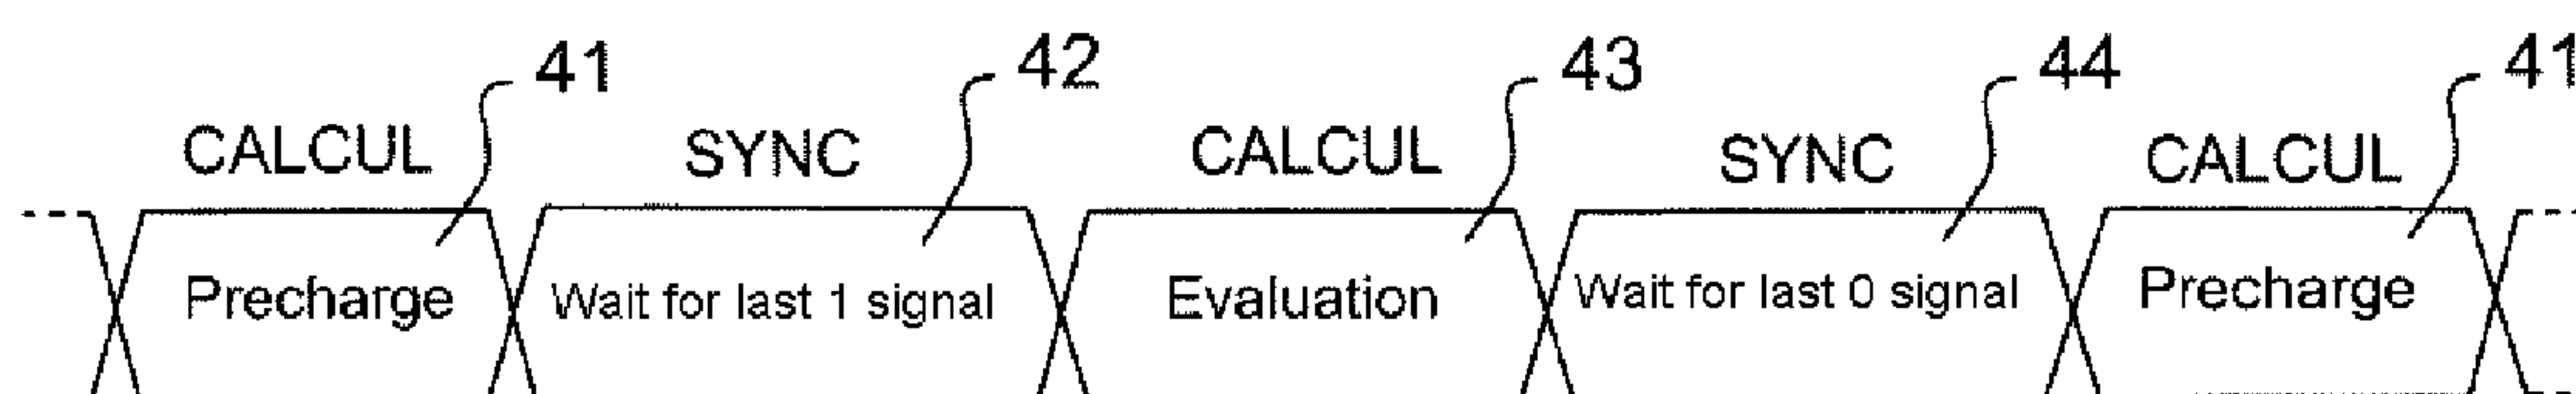 41 42 43 44 41
CALCUL SYNC CALCUL SYNC CALCUL
Precharge Wait for last 1 signal Evaluation Wait for last 0 signal Precharge